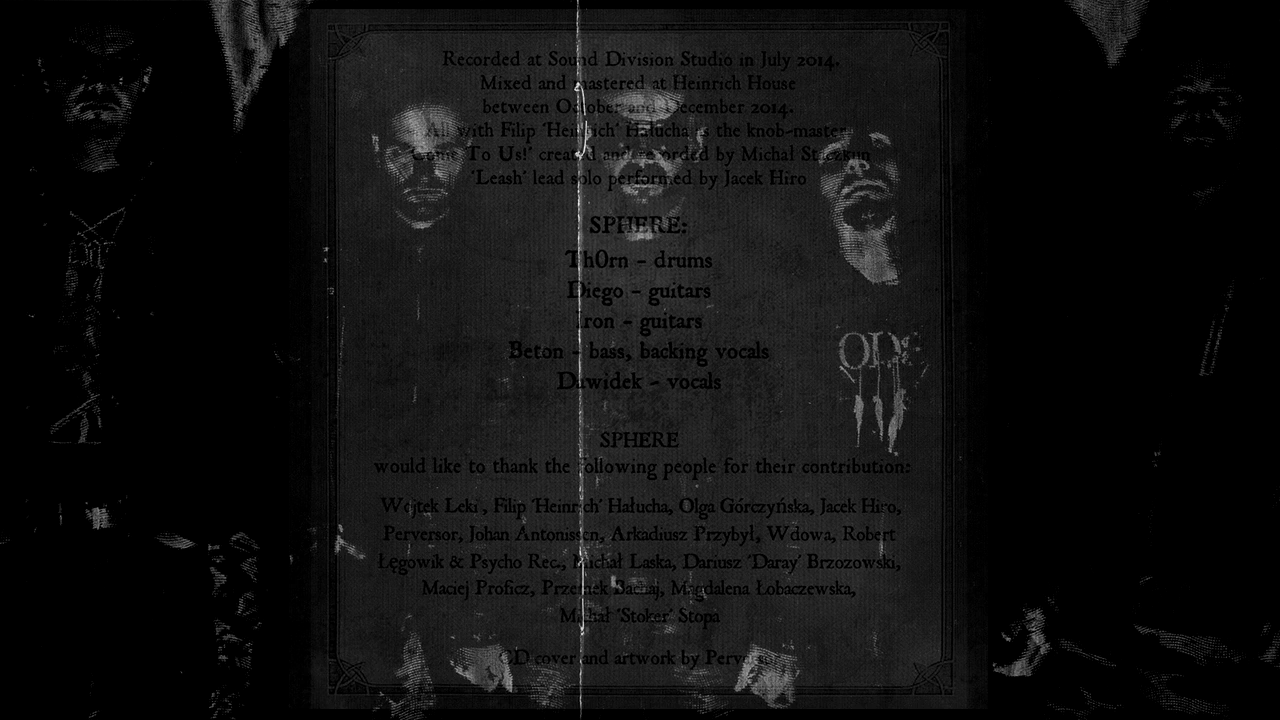 Recorded at Sound Division Studio in July 2014.
Mixed and mastered at Heinrich House
between October and December 2014.
All with Filip 'Heinrich' Hałucha as the knob-master
'Come To Us!' created and recorded by Michał
'Leash' lead solo performed by Jacek Hiro
SPHERE:
Th0rn - drums
Diego - guitars
Iron - guitars
Beton - bass, backing vocals
Dawidek - vocals
SPHERE
would like to thank the following people for their contribution:
Wojtek Leki , Filip 'Heinrich' Hałucha, Olga Górczyńska, Jacek Hiro,
Perversor, Johan Antonissen, Arkadiusz Przybył, Wdowa, Robert
Łęgowik & Psycho Rec., Michał Laska, Dariusz 'Daray' Brzozowski,
Maciej Proficz, Przemek Bachaj, Magdalena Łobaczewska,
Michał 'Stoker' Stopa
CD cover and artwork by Perversor